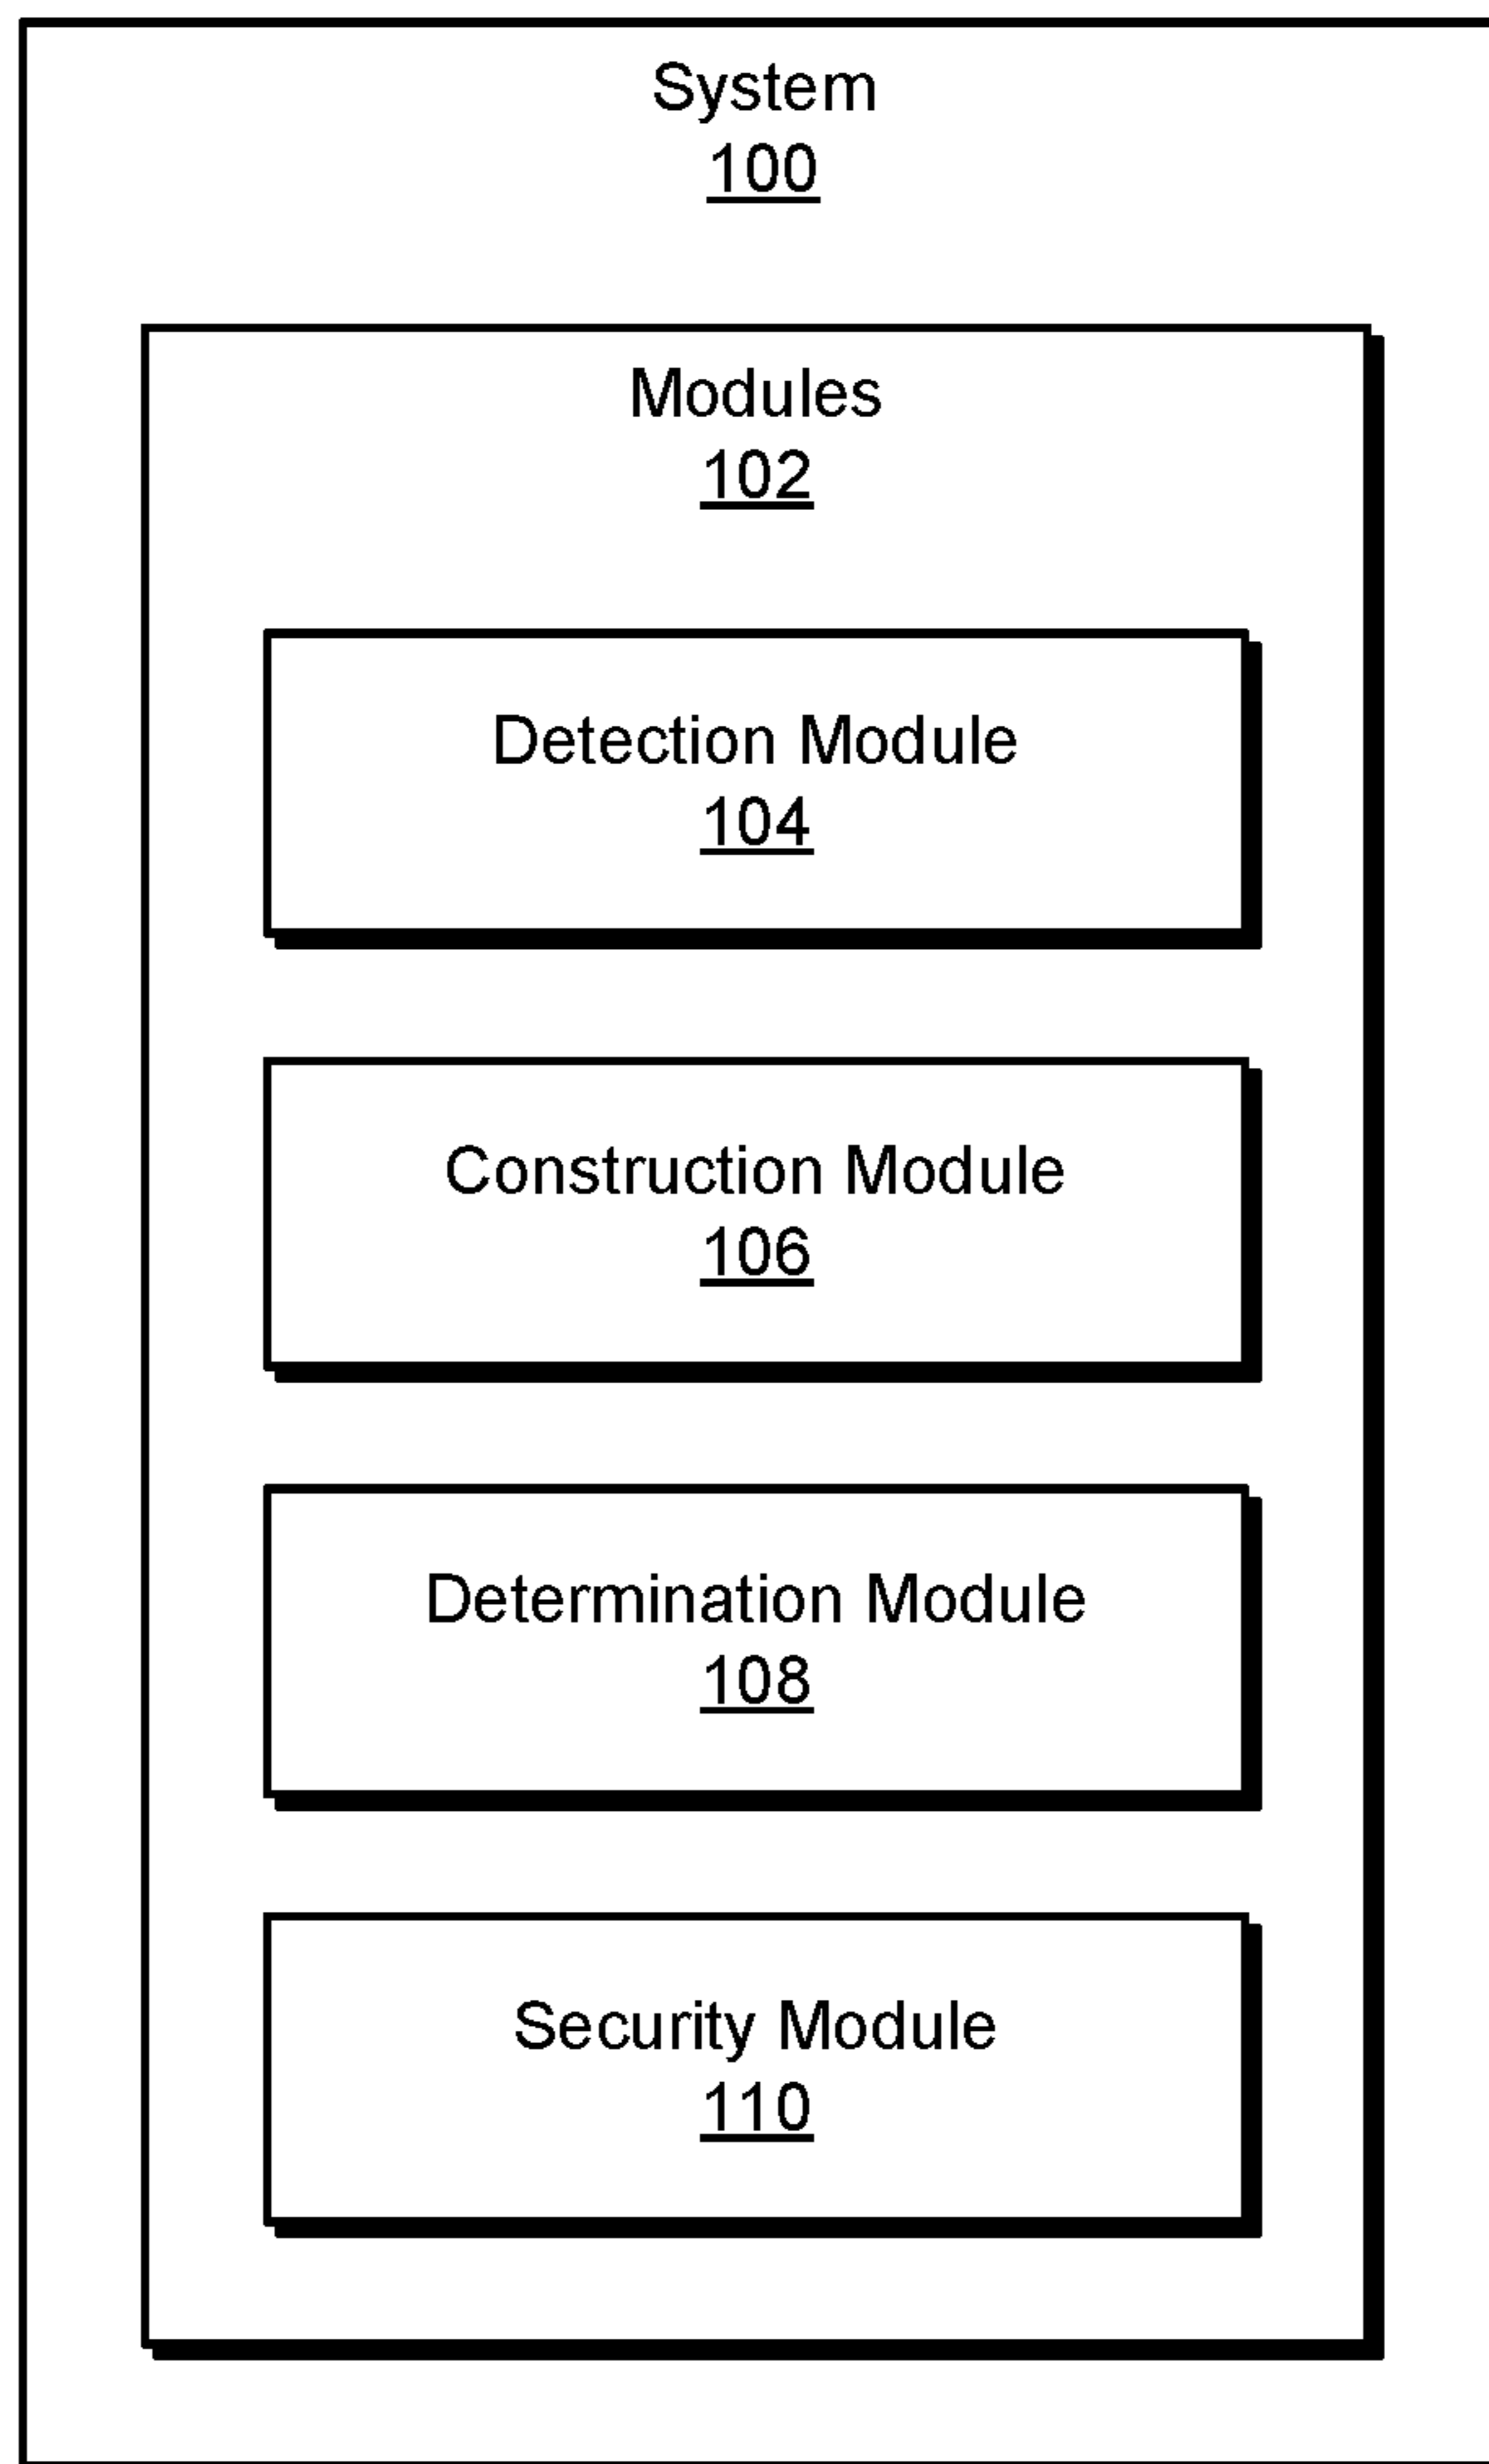 System
100
Modules
102
Detection Module
104
Construction Module
106
Determination Module
108
Security Module
110